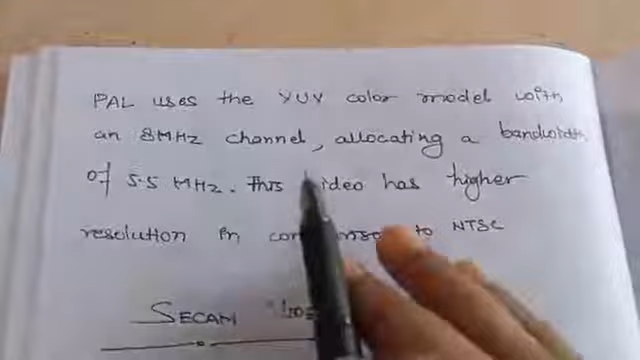 PAL uses the YUV color model with
an 8MHz channel, allocating a bandwidth
of 5.5 MHz. This video has higher
resolution in to NTSC
SECAM